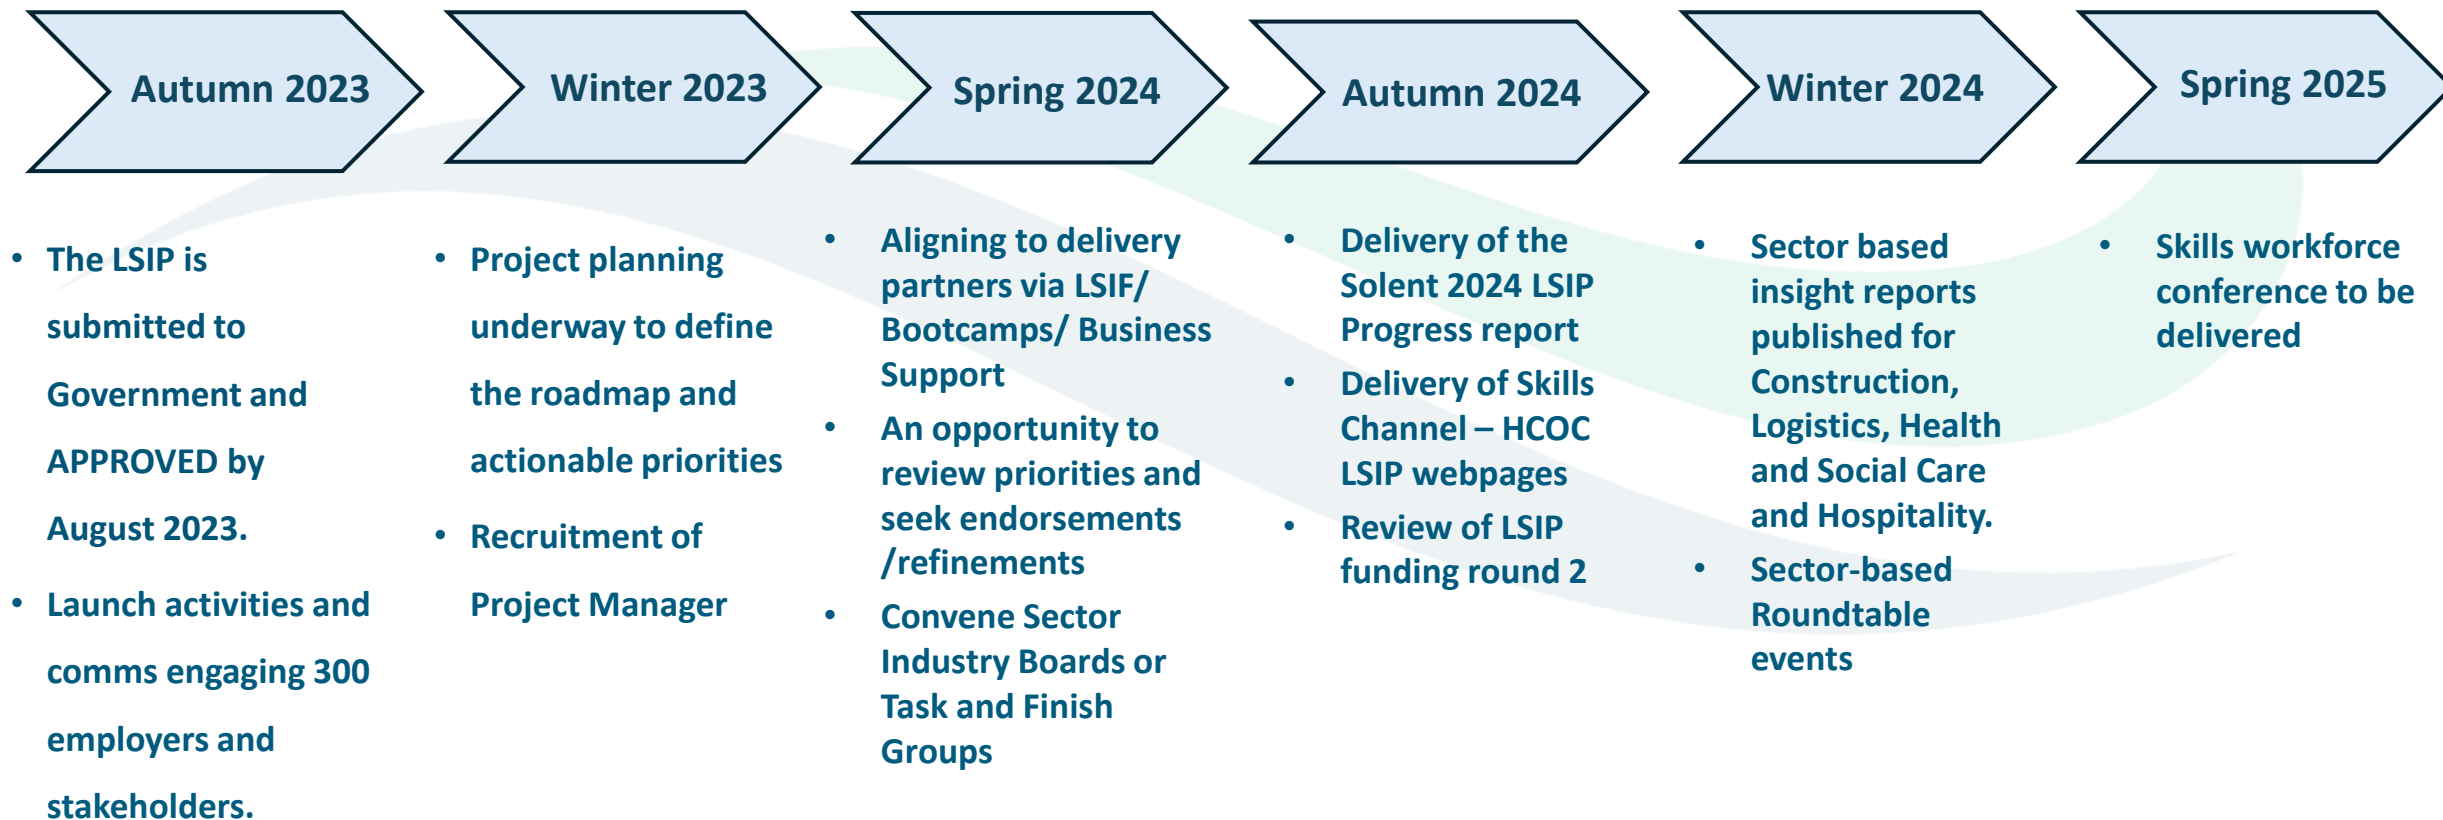 Autumn 2023
Winter 2023
Spring 2024
Autumn 2024
Winter 2024
Spring 2025
• The LSIP is
submitted to
Government and
APPROVED by
August 2023.
• Launch activities and
comms engaging 300
employers and
stakeholders.
• Project planning
underway to define
the roadmap and
actionable priorities
• Recruitment of
Project Manager
• Aligning to delivery
partners via LSIF/
Bootcamps/ Business
Support
• An opportunity to
review priorities and
seek endorsements
/refinements
• Convene Sector
Industry Boards or
Task and Finish
Groups
• Delivery of the
Solent 2024 LSIP
Progress report
• Delivery of Skills
Channel – HCOC
LSIP webpages
• Review of LSIP
funding round 2
• Sector based
insight reports
published for
Construction,
Logistics, Health
and Social Care
and Hospitality.
• Sector-based
Roundtable
events
• Skills workforce
conference to be
delivered